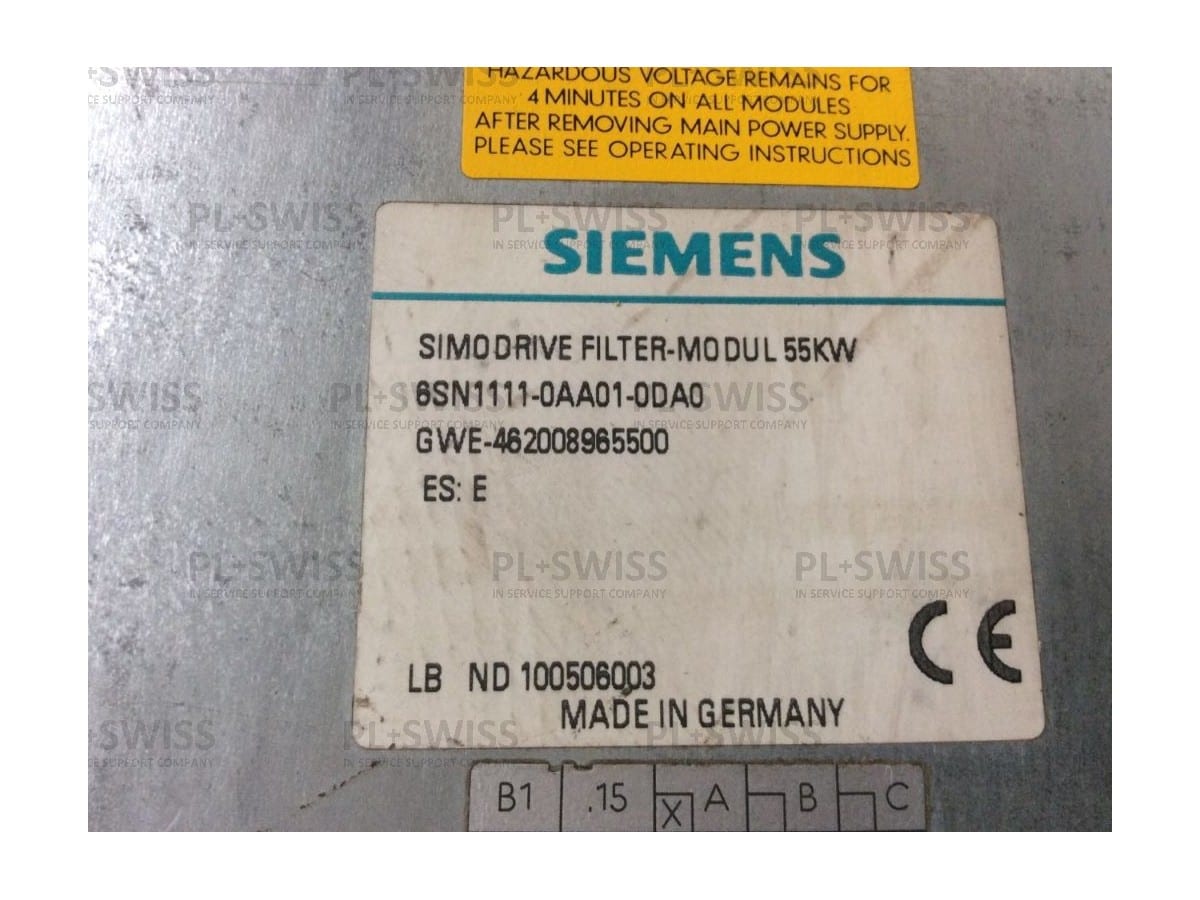 HAZARDOUS VOLTAGE REMAINS FOR
4 MINUTES ON ALL MODULES
AFTER REMOVING MAIN POWER SUPPLY.
PLEASE SEE OPERATING INSTRUCTIONS
SIEMENS
SIMODRIVE FILTER-MODUL 55KW
6SN1111-0AA01-0DA0
GWE-462008965500
ES: E
CE
LB ND 100506003
MADE IN GERMANY
B1 .15 X A B C
PL+SWISS
IN SERVICE SUPPORT COMPANY